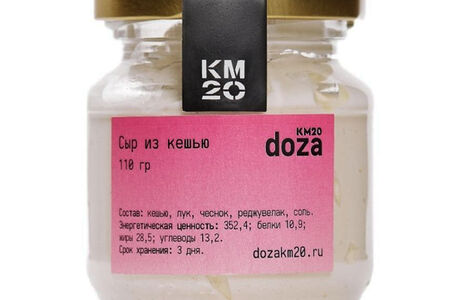 KM
20
Сыр из кешью
110 гр
KM20
doza
Состав: кешью, лук, чеснок, реджувелак, соль.
Энергетическая ценность: 352,4; белки 10,9;
жиры 28,5; углеводы 13,2.
Срок хранения: 3 дня.
dozakm20.ru